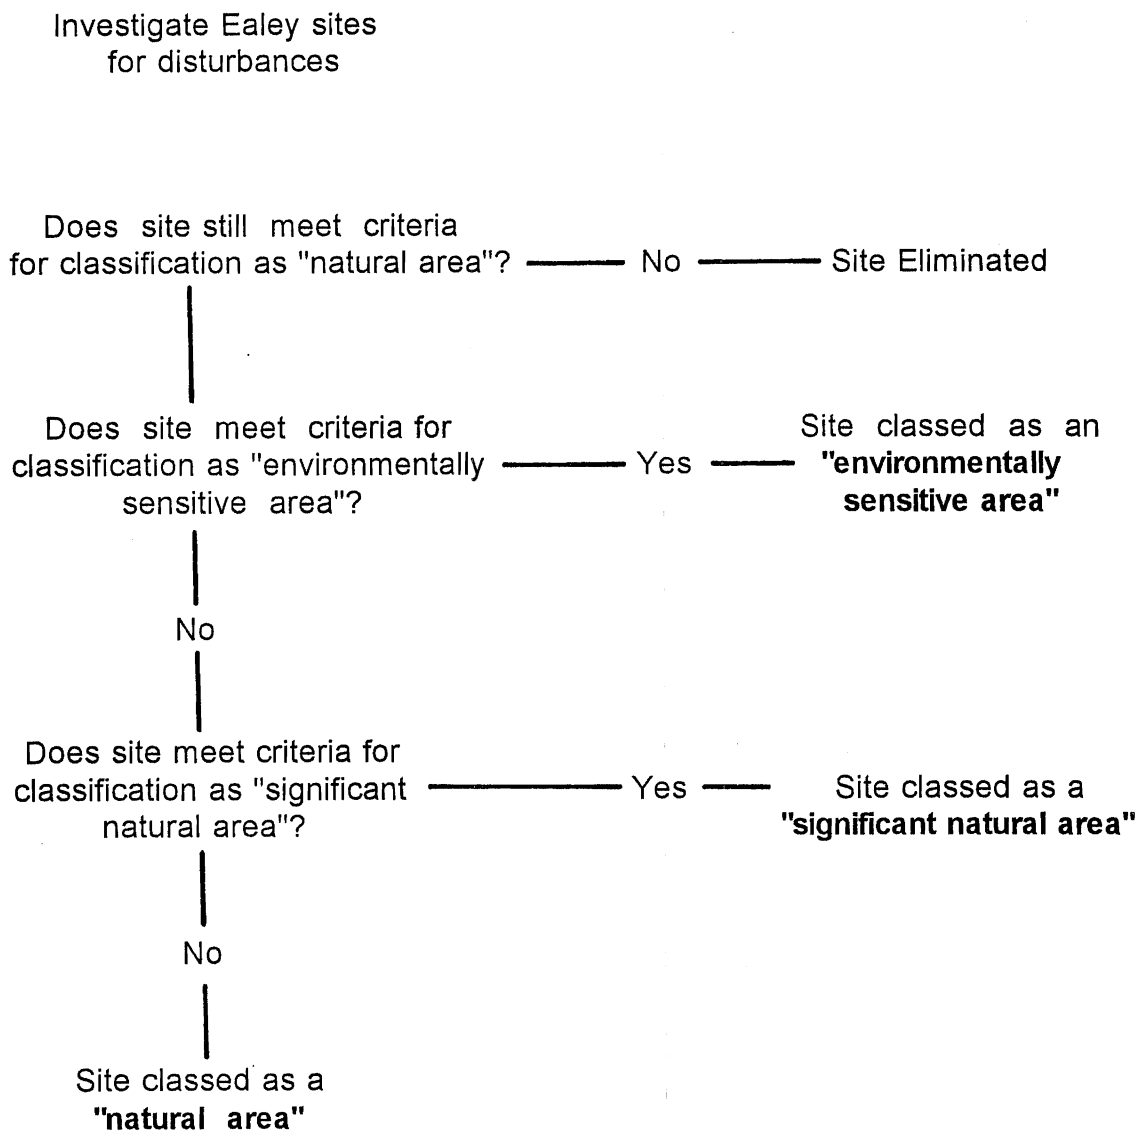 Investigate Ealey sites
for disturbances
Does site still meet criteria
for classification as "natural area"? No Site Eliminated
Does site meet criteria for
classification as "environmentally
sensitive area"?
Yes
Site classed as an
"environmentally
sensitive area"
No
Does site meet criteria for
classification as "significant
natural area"?
Yes
Site classed as a
"significant natural area"
No
Site classed as a
"natural area"